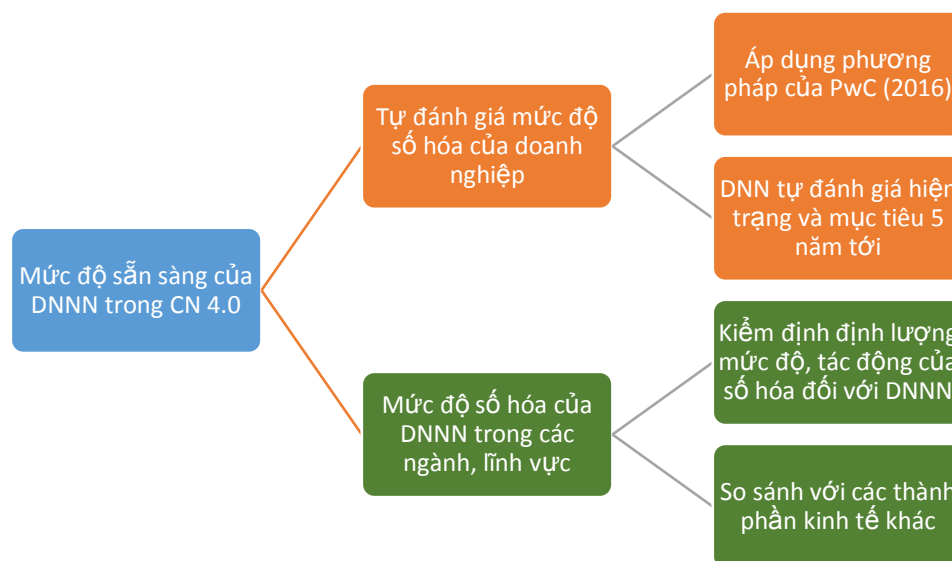 Mức độ sẵn sàng của
DNNN trong CN 4.0
Tự đánh giá mức độ
số hóa của doanh
nghiệp
Áp dụng phương
pháp của PwC (2016)
DNN tự đánh giá hiện
trạng và mục tiêu 5
năm tới
Mức độ số hóa của
DNNN trong các
ngành, lĩnh vực
Kiểm định định lượng
mức độ, tác động của
số hóa đối với DNNN
So sánh với các thành
phần kinh tế khác